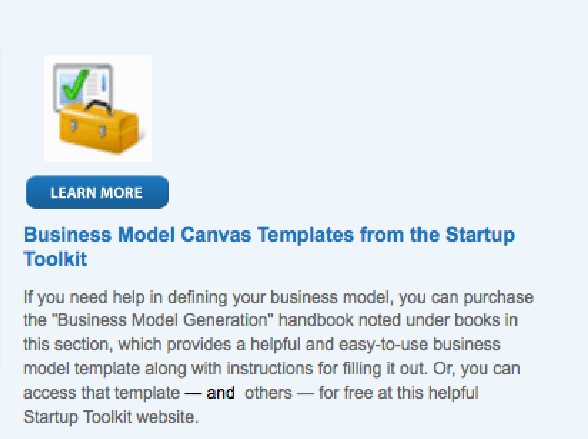 LEARN MORE
Business Model Canvas Templates from the Startup
Toolkit
If you need help in defining your business model, you can purchase
the "Business Model Generation" handbook noted under books in
this section, which provides a helpful and easy-to-use business
model template along with instructions for filling it out. Or, you can
access that template — and others — for free at this helpful
Startup Toolkit website.